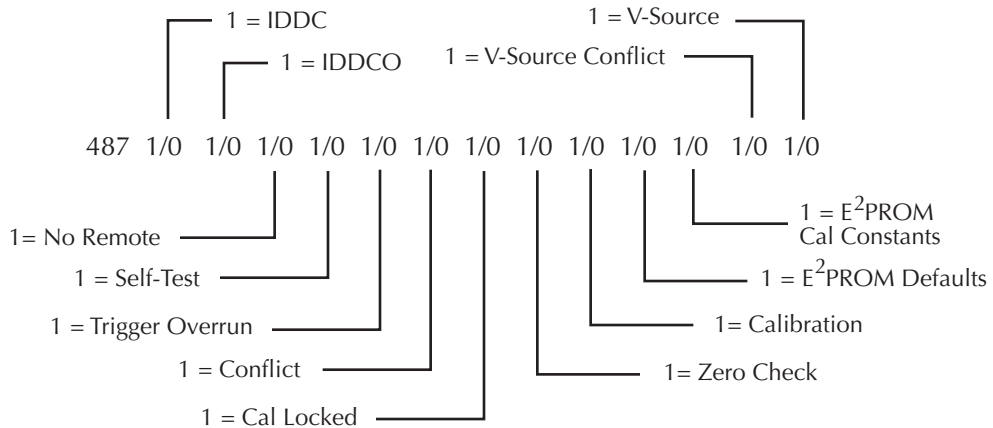 1 = V-Source
1 = IDDC
1 = IDDCO
1 = V-Source Conflict
487 1/0 1/0 1/0 1/0 1/0 1/0 1/0 1/0 1/0 1/0 1/0 1/0 1/0
1= No Remote
1 = E²PROM
Cal Constants
1 = Self-Test
1 = E²PROM Defaults
1 = Trigger Overrun
1= Calibration
1 = Conflict
1= Zero Check
1 = Cal Locked